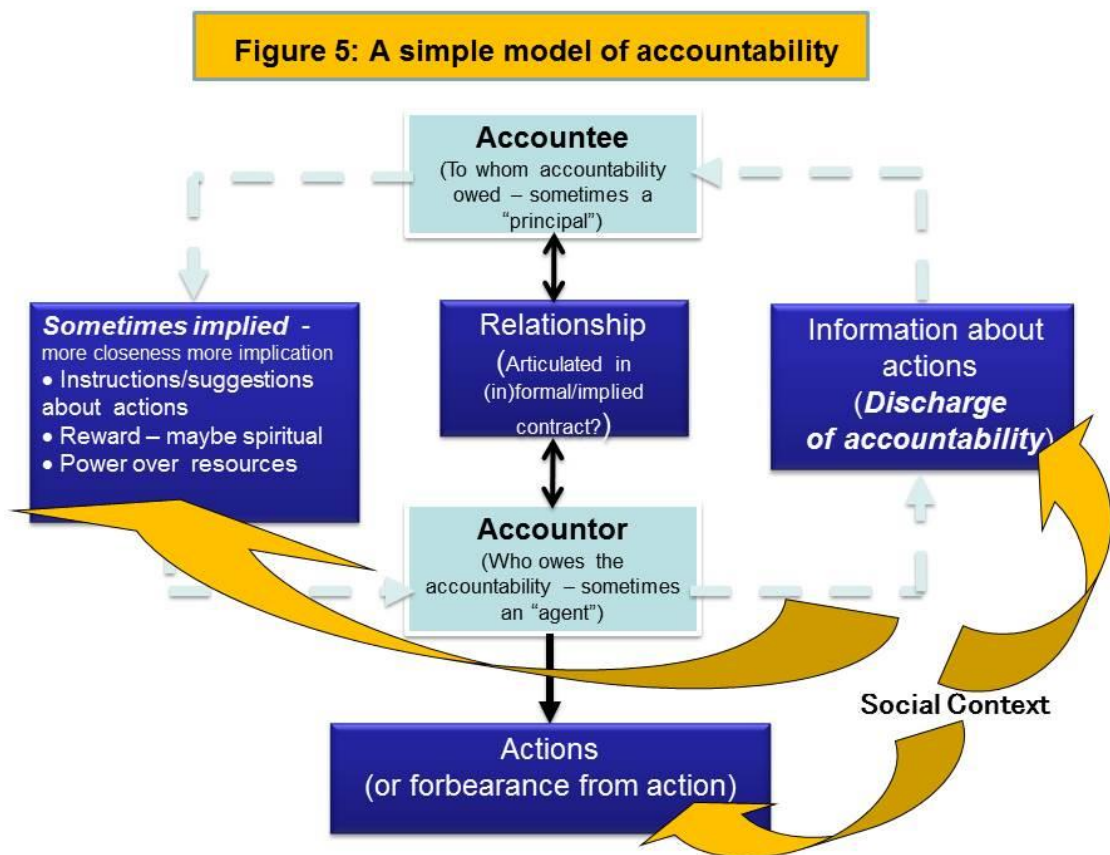 Figure 5: A simple model of accountability
Accountee
(To whom accountability
owed – sometimes a
“principal”)
Sometimes implied -
more closeness more implication
• Instructions/suggestions
about actions
• Reward – maybe spiritual
• Power over resources
Relationship
(Articulated in
(in)formal/implied
contract?)
Information about
actions
(Discharge
of accountability)
Accountor
(Who owes the
accountability – sometimes
an “agent”)
Social Context
Actions
(or forbearance from action)